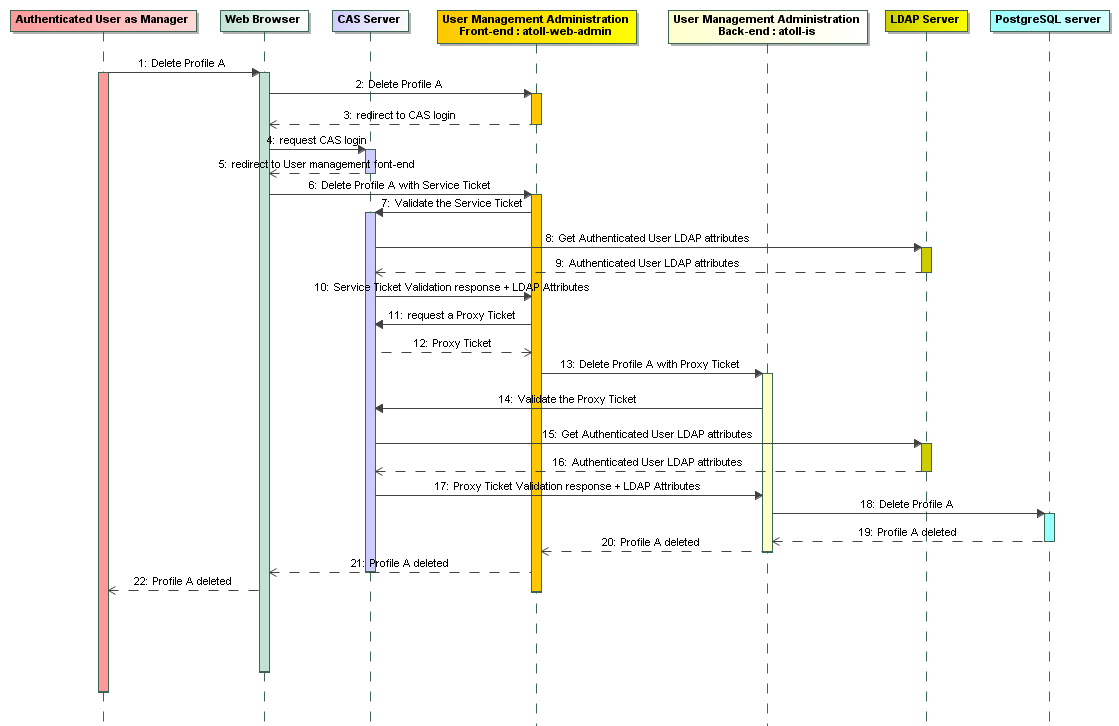 Authenticated User as Manager
Web Browser
CAS Server
User Management Administration
Front-end : atoll-web-admin
User Management Administration
Back-end : atoll-is
LDAP Server
PostgreSQL server
1: Delete Profile A
2: Delete Profile A
3: redirect to CAS login
4: request CAS login
5: redirect to User management font-end
6: Delete Profile A with Service Ticket
7: Validate the Service Ticket
8: Get Authenticated User LDAP attributes
9: Authenticated User LDAP attributes
10: Service Ticket Validation response + LDAP Attributes
11: request a Proxy Ticket
12: Proxy Ticket
13: Delete Profile A with Proxy Ticket
14: Validate the Proxy Ticket
15: Get Authenticated User LDAP attributes
16: Authenticated User LDAP attributes
17: Proxy Ticket Validation response + LDAP Attributes
18: Delete Profile A
19: Profile A deleted
20: Profile A deleted
21: Profile A deleted
22: Profile A deleted